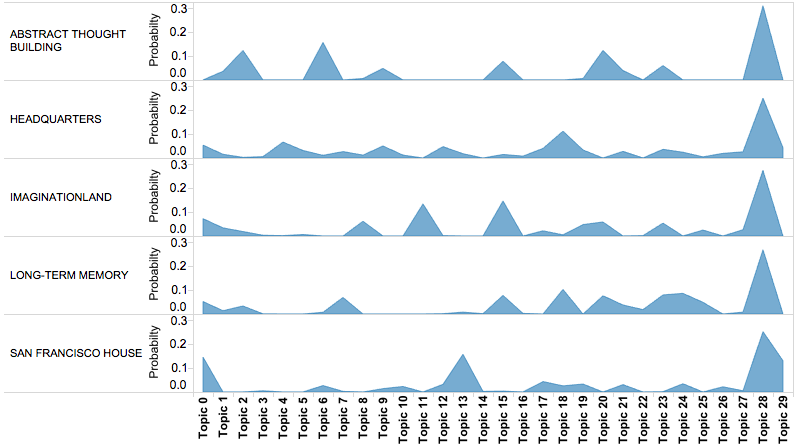 ABSTRACT THOUGHT
BUILDING
Probabilty
0.3
0.2
0.1
0.0
HEADQUARTERS
Probabilty
0.3
0.2
0.1
0.0
IMAGINATIONLAND
Probabilty
0.3
0.2
0.1
0.0
LONG-TERM MEMORY
Probabilty
0.3
0.2
0.1
0.0
SAN FRANCISCO HOUSE
Probabilty
0.3
0.2
0.1
0.0
Topic 0
Topic 1
Topic 2
Topic 3
Topic 4
Topic 5
Topic 6
Topic 7
Topic 8
Topic 9
Topic 10
Topic 11
Topic 12
Topic 13
Topic 14
Topic 15
Topic 16
Topic 17
Topic 18
Topic 19
Topic 20
Topic 21
Topic 22
Topic 23
Topic 24
Topic 25
Topic 26
Topic 27
Topic 28
Topic 29